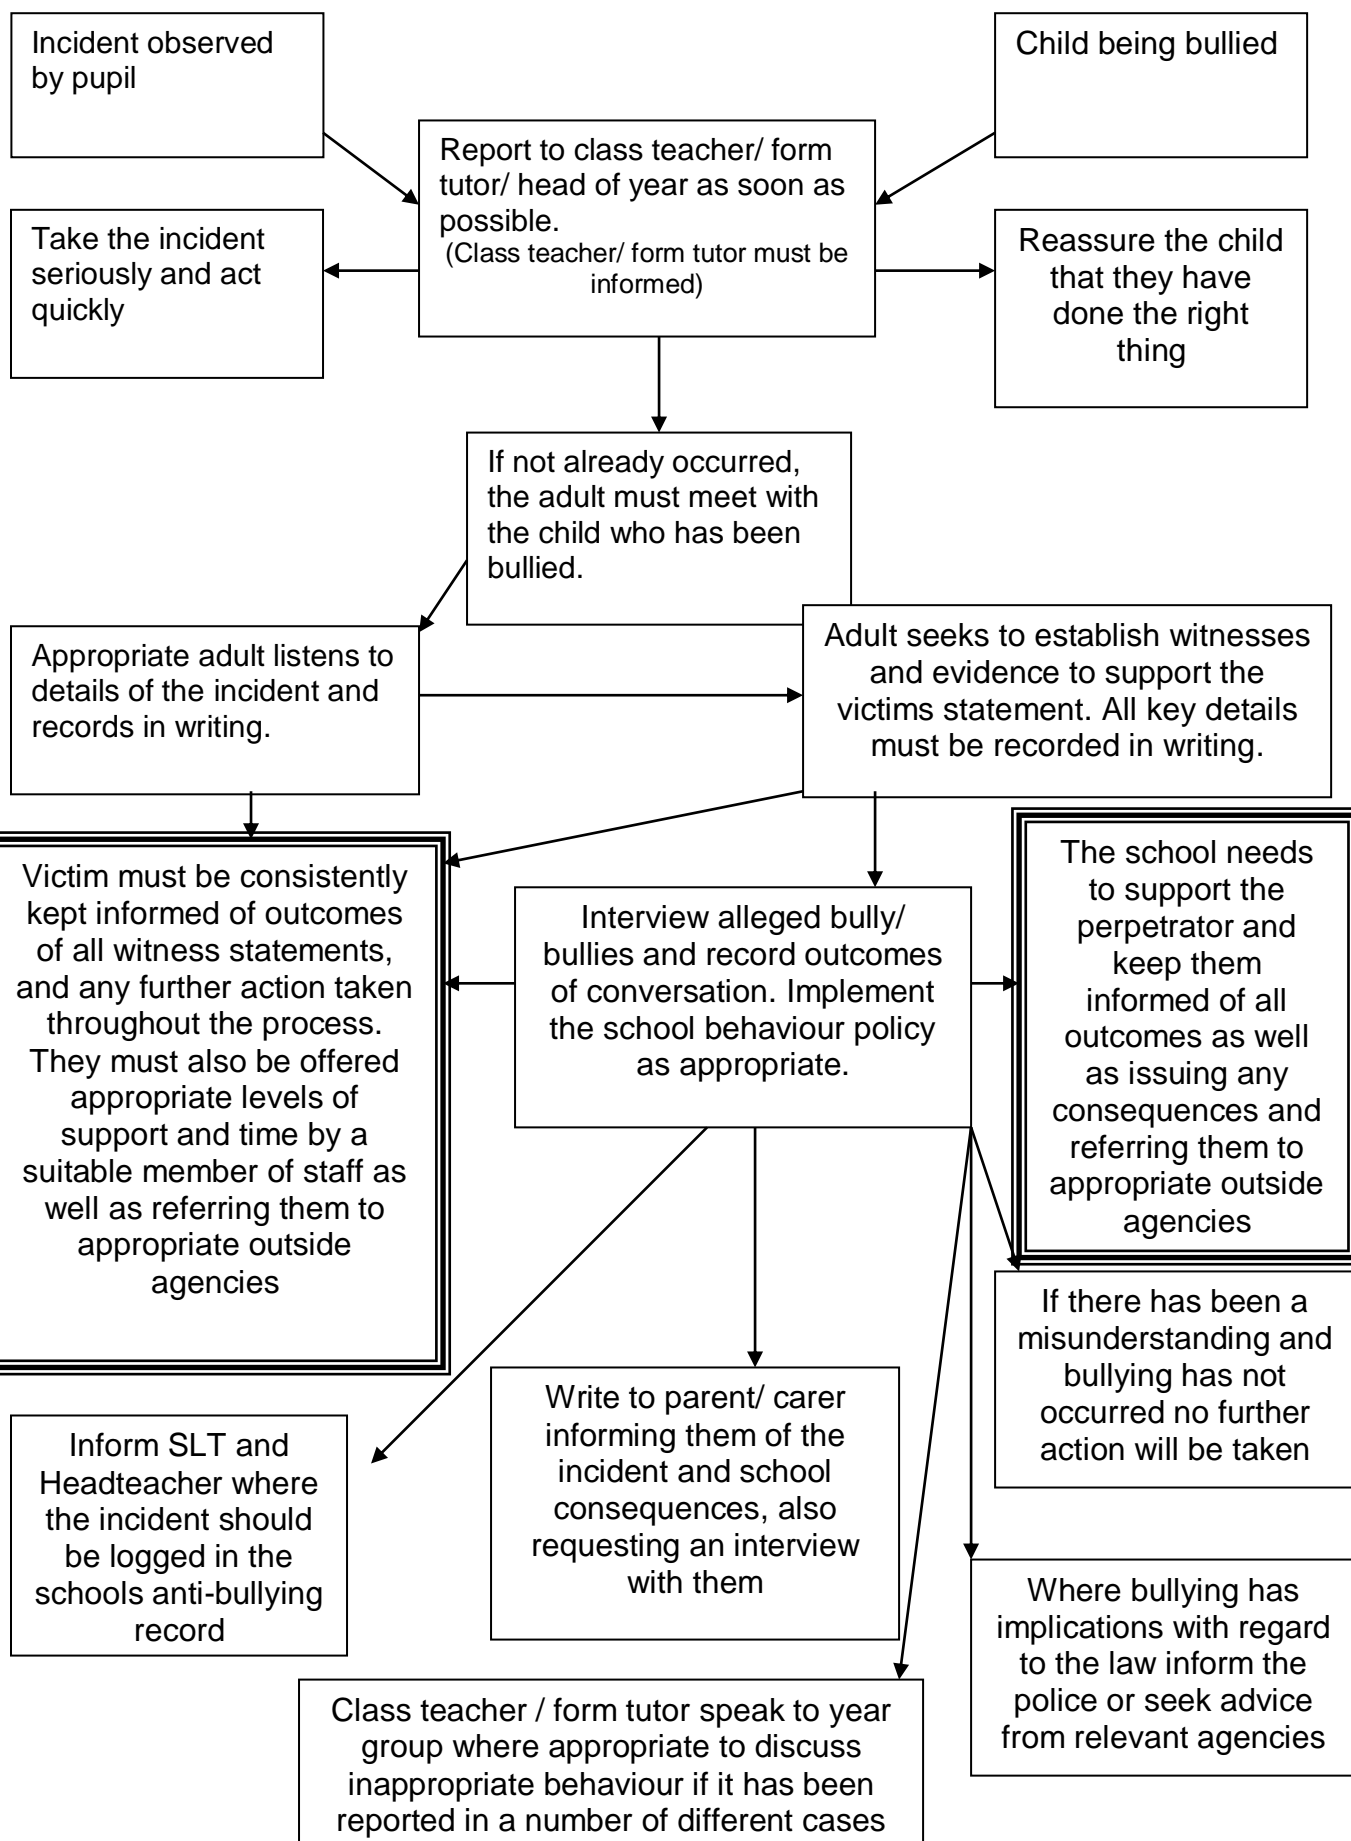 Incident observed
by pupil
Child being bullied
Report to class teacher/ form
tutor/ head of year as soon as
possible.
(Class teacher/ form tutor must be
informed)
Take the incident
seriously and act
quickly
Reassure the child
that they have
done the right
thing
If not already occurred,
the adult must meet with
the child who has been
bullied.
Appropriate adult listens to
details of the incident and
records in writing.
Adult seeks to establish witnesses
and evidence to support the
victims statement. All key details
must be recorded in writing.
Victim must be consistently
kept informed of outcomes
of all witness statements,
and any further action taken
throughout the process.
They must also be offered
appropriate levels of
support and time by a
suitable member of staff as
well as referring them to
appropriate outside
agencies
Interview alleged bully/
bullies and record outcomes
of conversation. Implement
the school behaviour policy
as appropriate.
The school needs
to support the
perpetrator and
keep them
informed of all
outcomes as well
as issuing any
consequences and
referring them to
appropriate outside
agencies
If there has been a
misunderstanding and
bullying has not
occurred no further
action will be taken
Inform SLT and
Headteacher where
the incident should
be logged in the
schools anti-bullying
record
Write to parent/ carer
informing them of the
incident and school
consequences, also
requesting an interview
with them
Where bullying has
implications with regard
to the law inform the
police or seek advice
from relevant agencies
Class teacher / form tutor speak to year
group where appropriate to discuss
inappropriate behaviour if it has been
reported in a number of different cases